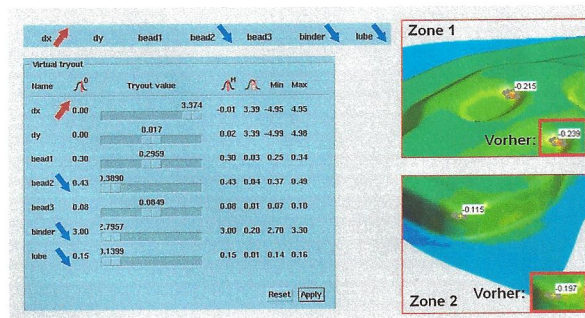 dx dy bead1 bead2 bead3 binder lube
Virtual tryout
Name 0 Tryout value H Min Max
dx 0.00 3.374 -0.01 3.39 -4.95 4.95
dy 0.00 0.017 0.02 3.39 -4.99 4.98
bead1 0.30 0.2959 0.30 0.03 0.25 0.34
bead2 0.43 0.3890 0.43 0.04 0.37 0.49
bead3 0.08 0.0849 0.08 0.01 0.07 0.10
binder 3.00 2.7957 3.00 0.20 2.70 3.30
lube 0.15 0.1399 0.15 0.01 0.14 0.16
Reset Apply
Zone 1
-0.215
Vorher: -0.239
-0.115
Zone 2 Vorher: -0.197